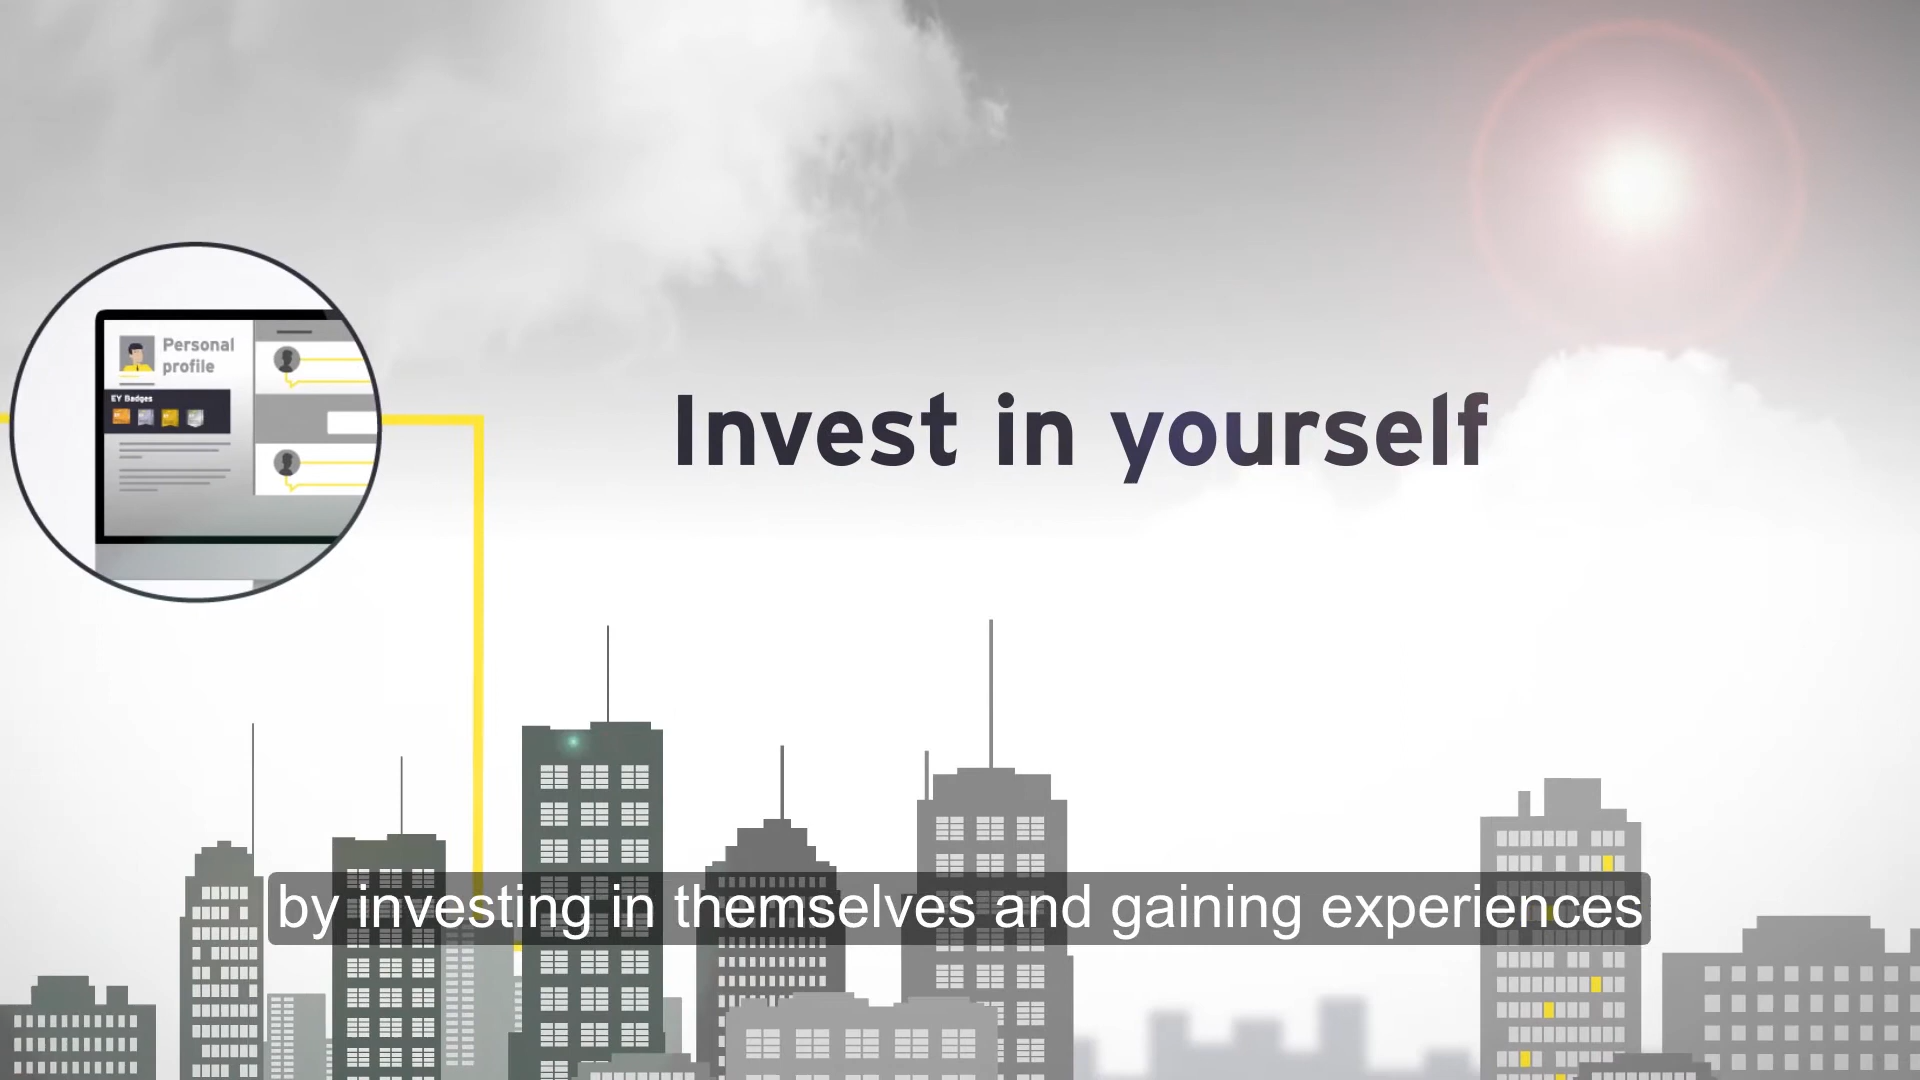 Invest in yourself
Personal
profile
EY Badges
by investing in themselves and gaining experiences